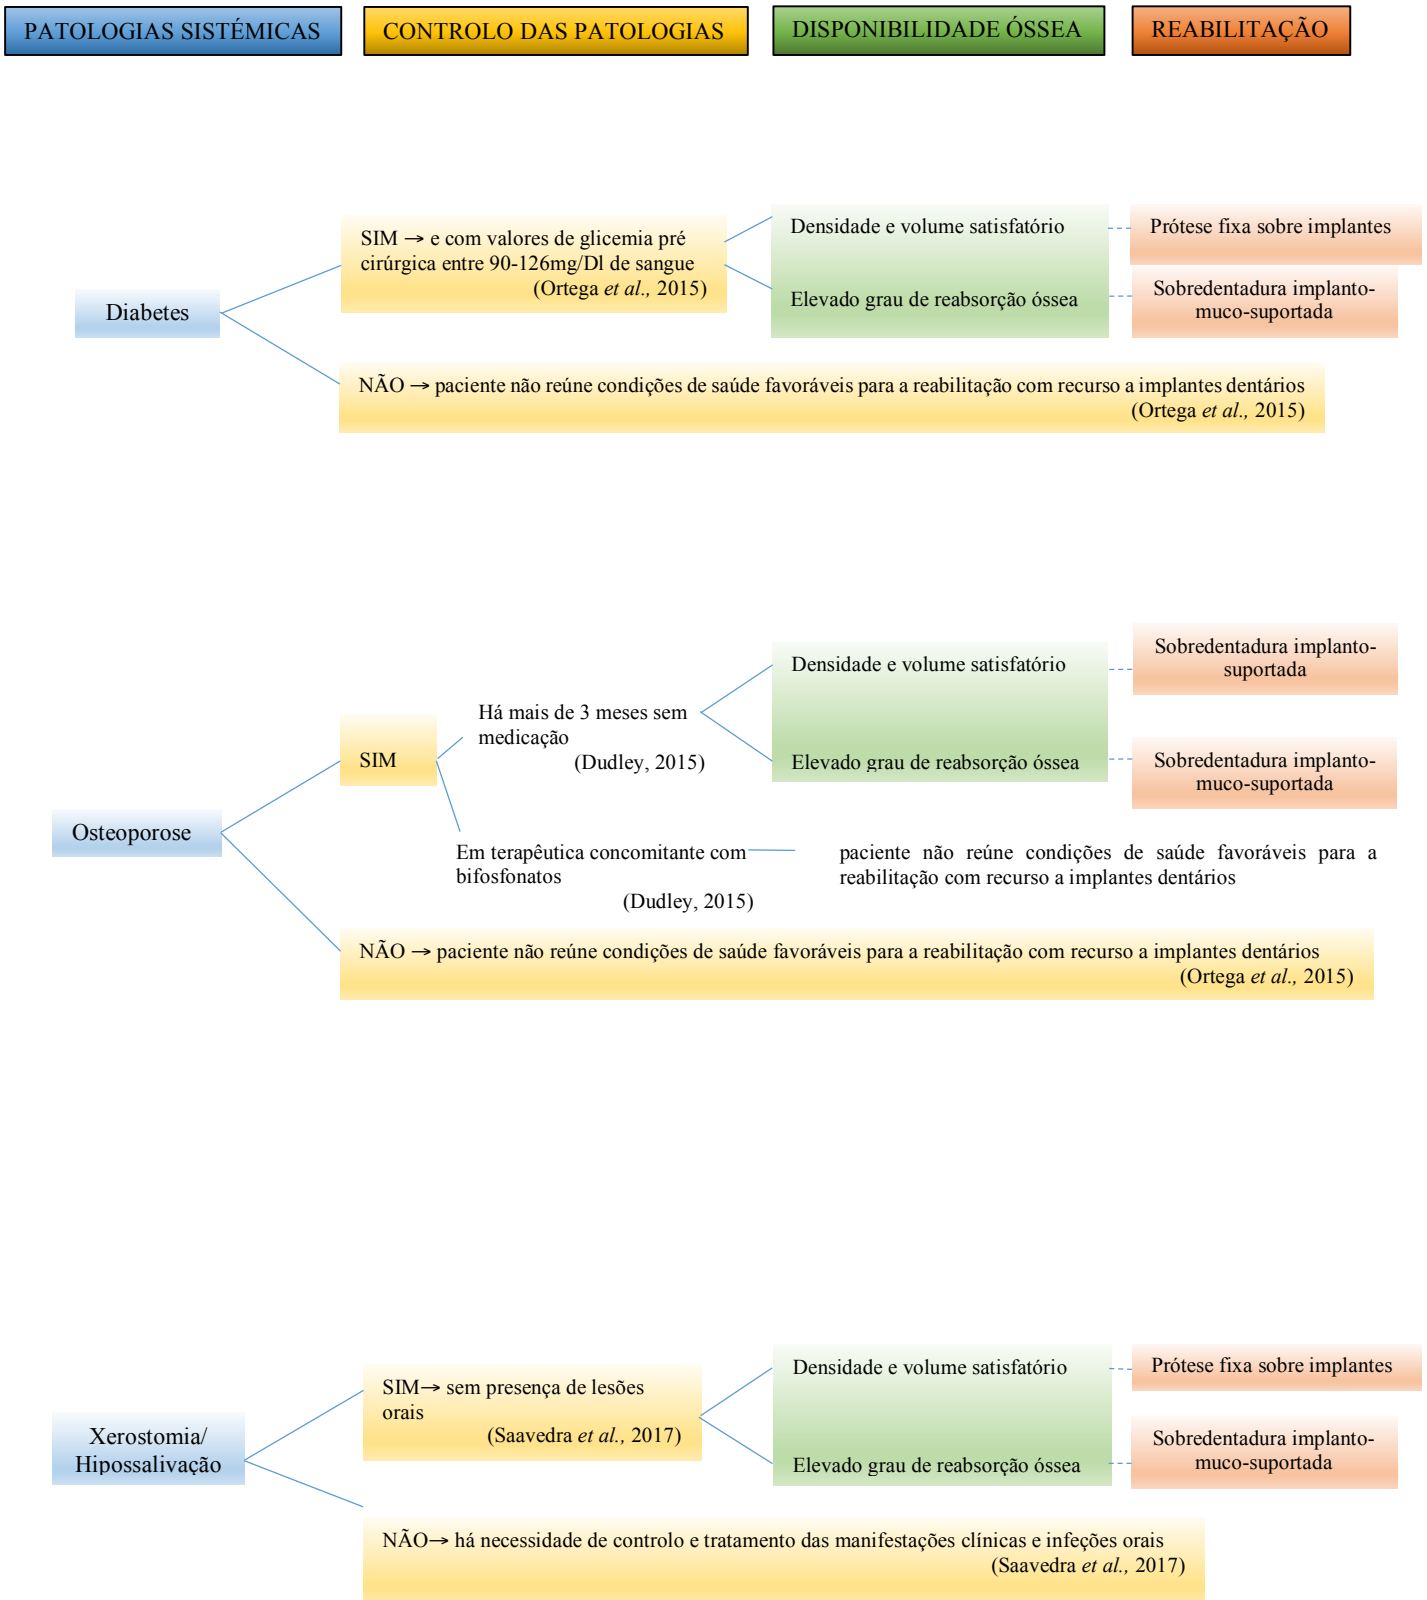 PATOLOGIAS SISTÉMICAS
CONTROLO DAS PATOLOGIAS
DISPONIBILIDADE ÓSSEA
REABILITAÇÃO
Diabetes
SIM → e com valores de glicemia pré
cirúrgica entre 90-126mg/Dl de sangue
(Ortega et al., 2015)
Densidade e volume satisfatório
Elevado grau de reabsorção óssea
Prótese fixa sobre implantes
Sobredentadura implanto-
muco-suportada
NÃO → paciente não reúne condições de saúde favoráveis para a reabilitação com recurso a implantes dentários
(Ortega et al., 2015)
Osteoporose
SIM
Há mais de 3 meses sem
medicação
(Dudley, 2015)
Densidade e volume satisfatório
Elevado grau de reabsorção óssea
Sobredentadura implanto-
suportada
Sobredentadura implanto-
muco-suportada
Em terapêutica concomitante com
bifosfonatos
(Dudley, 2015)
paciente não reúne condições de saúde favoráveis para a
reabilitação com recurso a implantes dentários
NÃO → paciente não reúne condições de saúde favoráveis para a reabilitação com recurso a implantes dentários
(Ortega et al., 2015)
Xerostomia/
Hipossalivação
SIM→ sem presença de lesões
orais
(Saavedra et al., 2017)
Densidade e volume satisfatório
Elevado grau de reabsorção óssea
Prótese fixa sobre implantes
Sobredentadura implanto-
muco-suportada
NÃO→ há necessidade de controlo e tratamento das manifestações clínicas e infeções orais
(Saavedra et al., 2017)